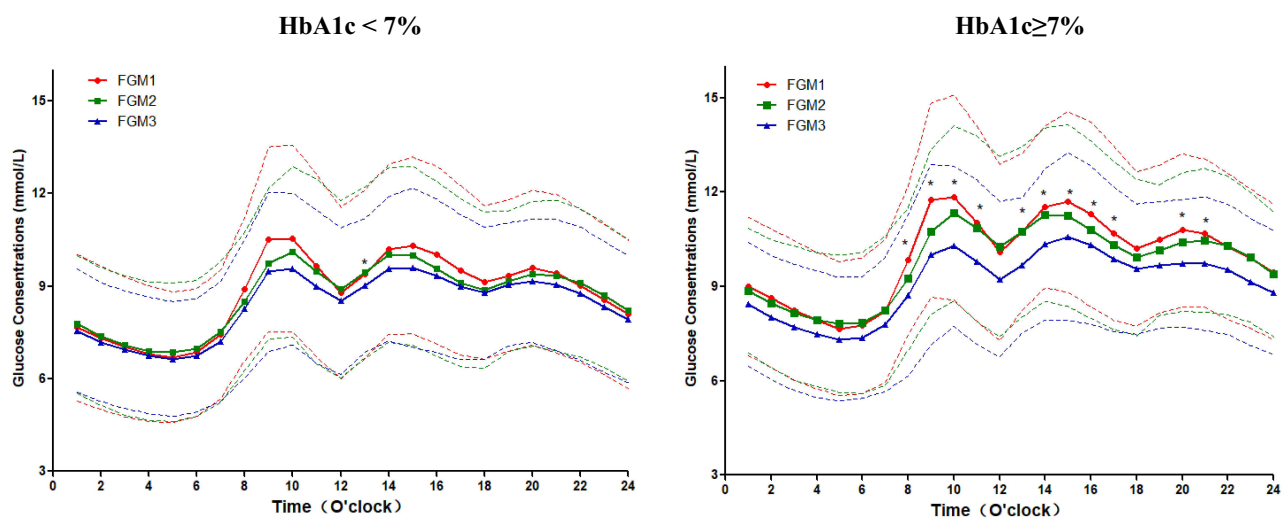 HbA1c < 7%
FGM1
FGM2
FGM3
Glucose Concentrations (mmol/L)
15
12
9
6
3
0 2 4 6 8 10 12 14 16 18 20 22 24
Time（O'clock）
*
HbA1c≥7%
FGM1
FGM2
FGM3
Glucose Concentrations (mmol/L)
15
12
9
6
3
0 2 4 6 8 10 12 14 16 18 20 22 24
Time（O'clock）
* * * * * * * * * * *